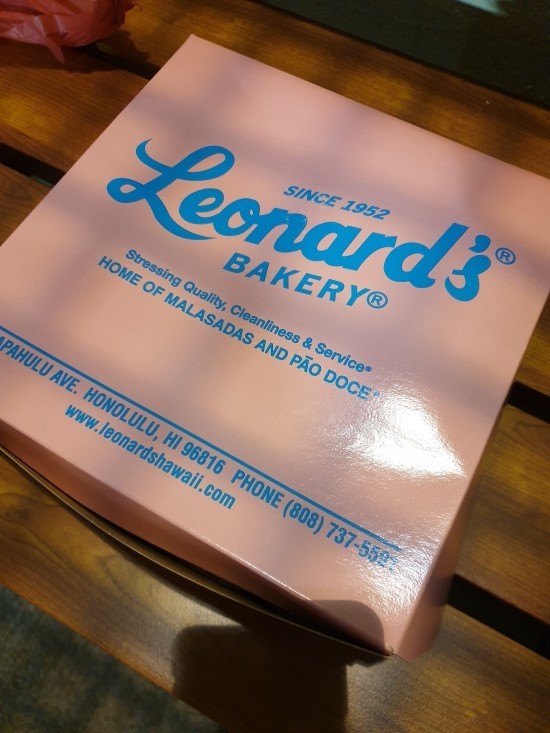 SINCE 1952
Leonard's®
BAKERY®
Stressing Quality, Cleanliness & Service®
HOME OF MALASADAS AND PÃO DOCE®
AVE. HONOLULU, HI 96816 PHONE (808) 737-5591
www.leonardshawaii.com